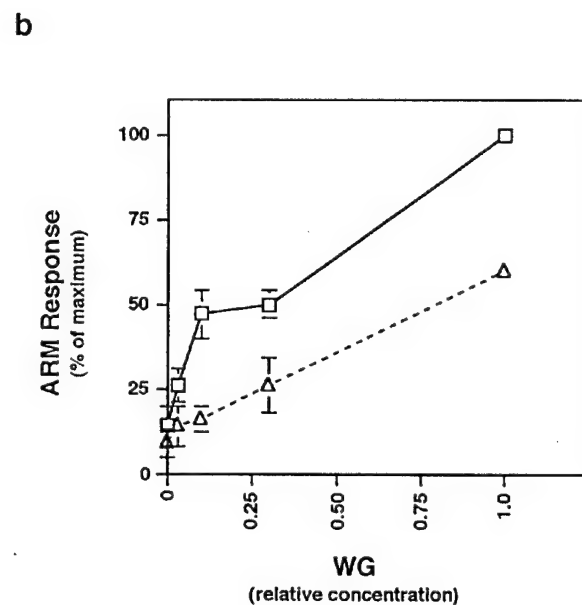 b
100
75
50
25
0
ARM Response
(% of maximum)
0
0.25
0.50
0.75
1.0
WG
(relative concentration)